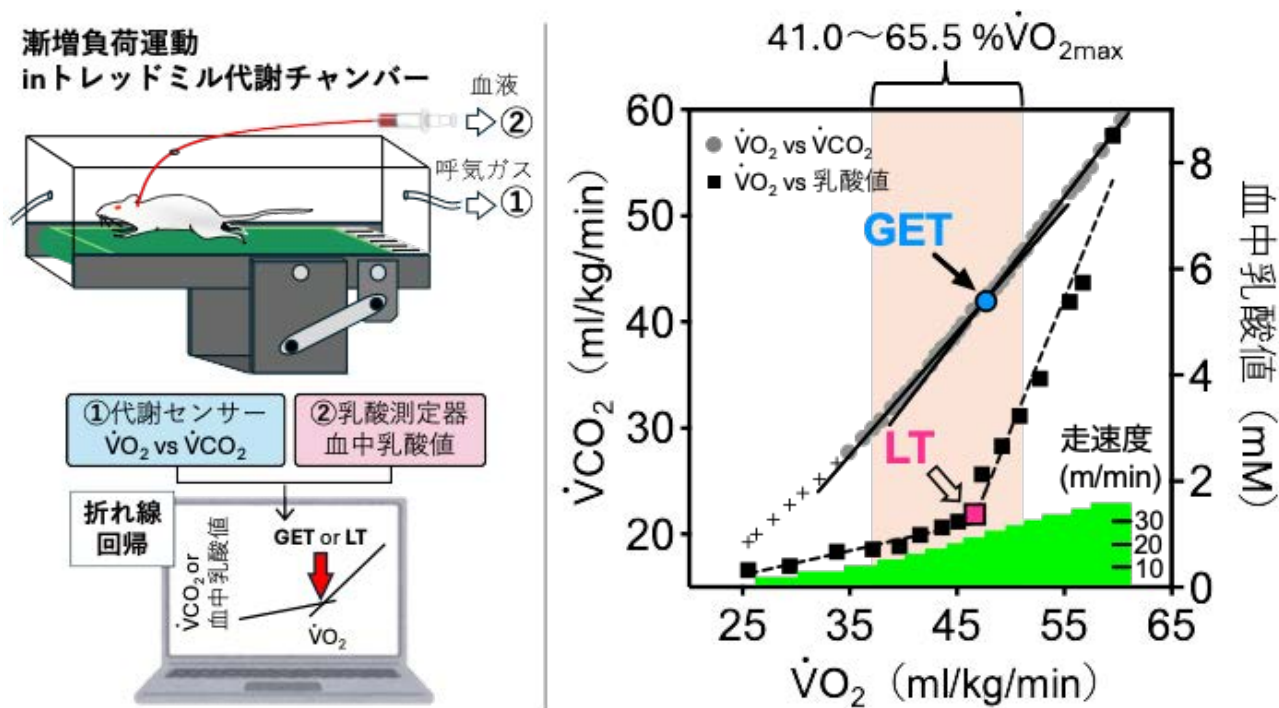 漸増負荷運動
inトレッドミル代謝チャンバー
血液
②
呼気ガス
①
①代謝センサー
V̇O₂ vs V̇CO₂
②乳酸測定器
血中乳酸値
折れ線
回帰
GET or LT
V̇CO₂ or
血中乳酸値
V̇O₂
41.0〜65.5 %V̇O₂max
V̇O₂ vs V̇CO₂
V̇O₂ vs 乳酸値
GET
LT
走速度
(m/min)
30
20
10
V̇CO₂（ml/kg/min）
60
50
40
30
20
血中乳酸値（mM）
8
6
4
2
0
25 35 45 55 65
V̇O₂（ml/kg/min）